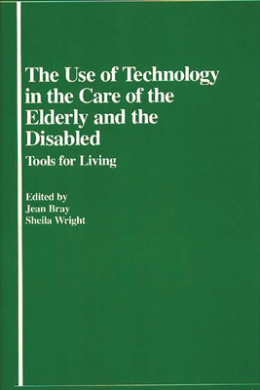 The Use of Technology
in the Care of the
Elderly and the
Disabled
Tools for Living
Edited by
Jean Bray
Sheila Wright